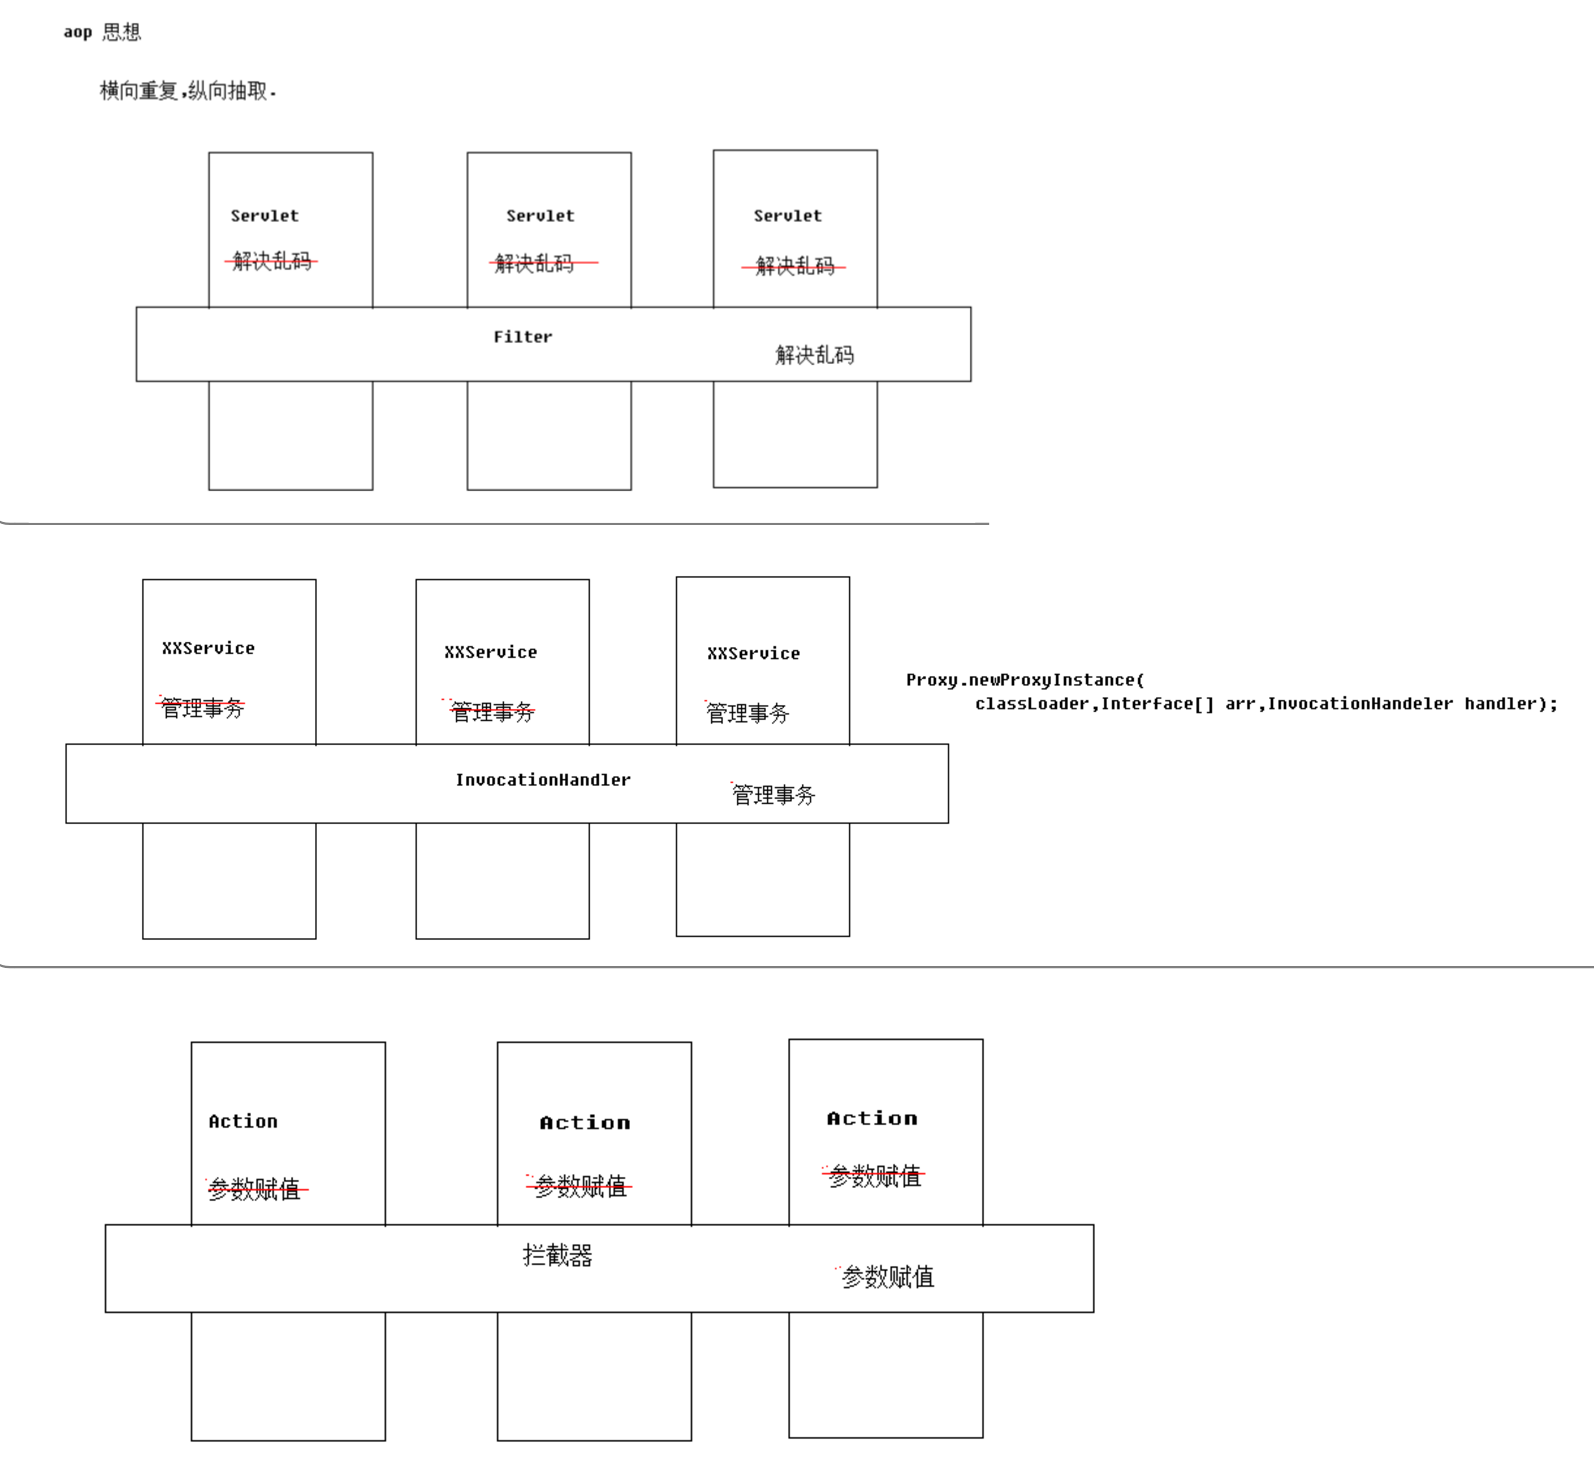 aop 思想
横向重复,纵向抽取.
Servlet
Servlet
Servlet
解决乱码
解决乱码
解决乱码
Filter
解决乱码
XXService
XXService
XXService
Proxy.newProxyInstance(
classLoader,Interface[] arr,InvocationHandeler handler);
管理事务
管理事务
管理事务
InvocationHandler
管理事务
Action
Action
Action
参数赋值
参数赋值
参数赋值
拦截器
参数赋值